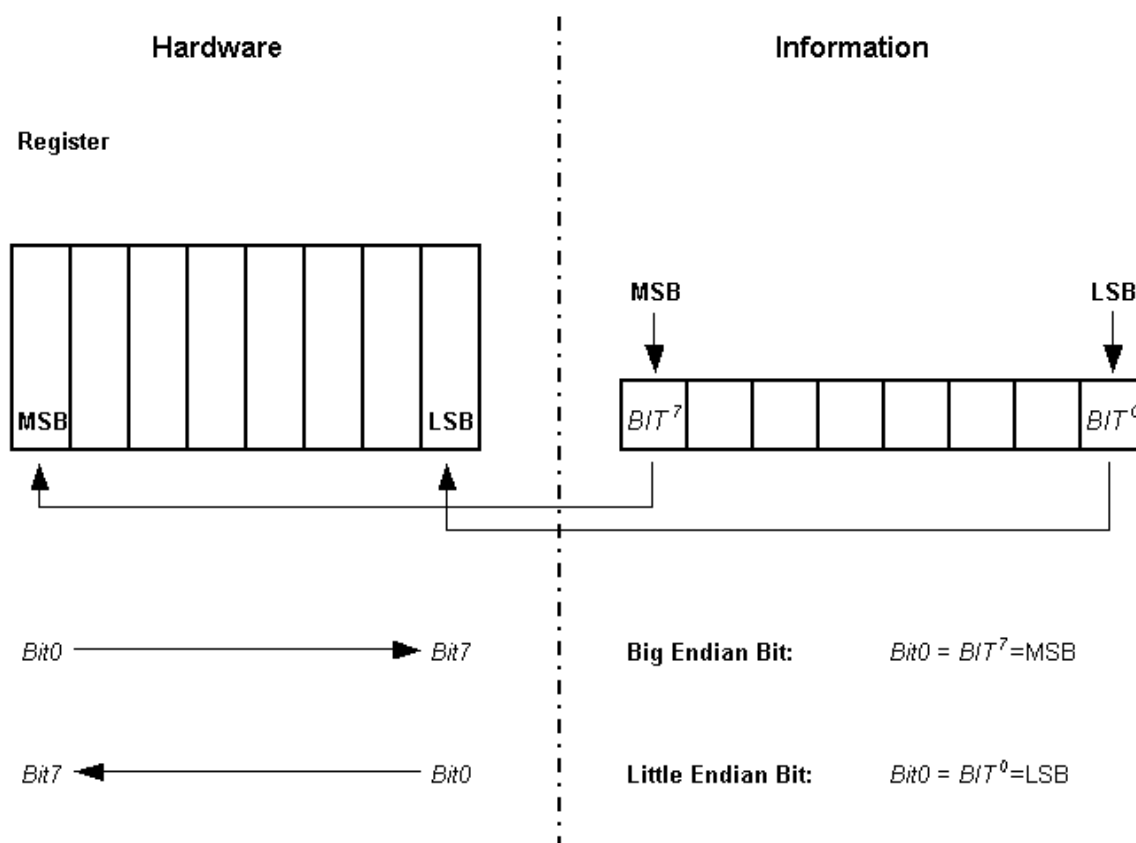 Hardware
Information
Register
MSB
LSB
MSB
LSB
BIT⁷
BIT⁰
Bit0
Bit7
Big Endian Bit: Bit0 = BIT⁷=MSB
Bit7
Bit0
Little Endian Bit: Bit0 = BIT⁰=LSB